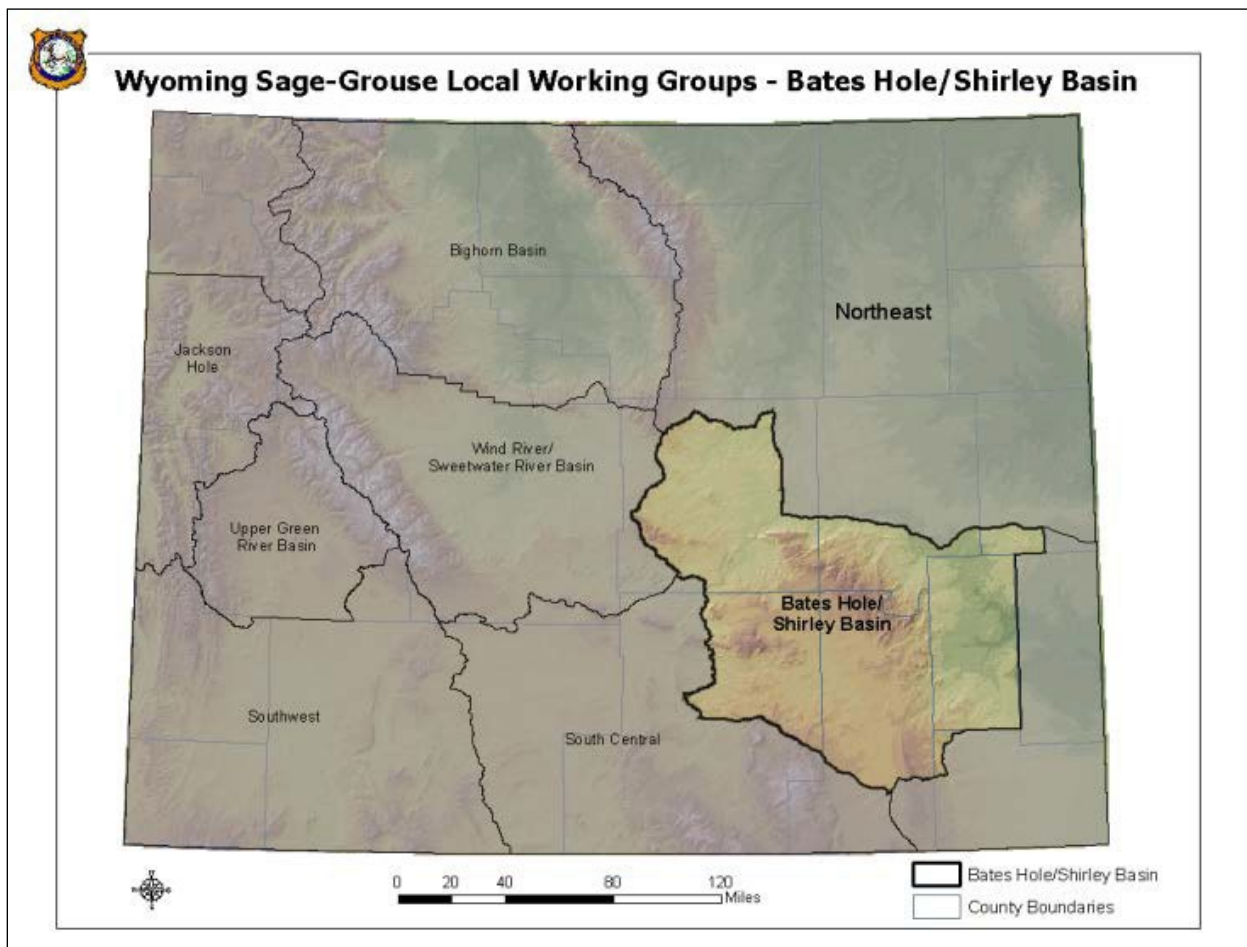 Wyoming Sage-Grouse Local Working Groups - Bates Hole/Shirley Basin
Bighorn Basin
Northeast
Jackson
Hole
Wind River/
Sweetwater River Basin
Upper Green
River Basin
Bates Hole/
Shirley Basin
Southwest
South Central
0 20 40 80 120
Miles
Bates Hole/Shirley Basin
County Boundaries